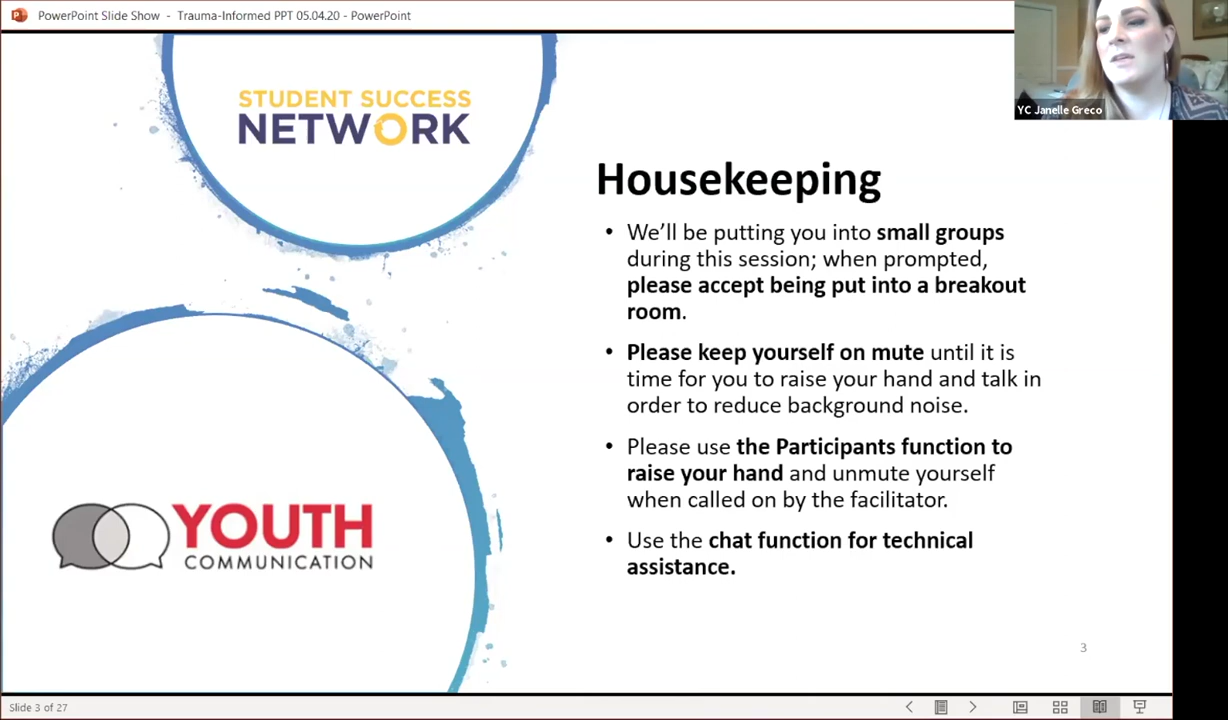 PowerPoint Slide Show - Trauma-Informed PPT 05.04.20 - PowerPoint
YC Janelle Greco
STUDENT SUCCESS
NETWORK
Housekeeping
• We’ll be putting you into small groups
during this session; when prompted,
please accept being put into a breakout
room.
• Please keep yourself on mute until it is
time for you to raise your hand and talk in
order to reduce background noise.
• Please use the Participants function to
raise your hand and unmute yourself
when called on by the facilitator.
• Use the chat function for technical
assistance.
YOUTH
COMMUNICATION
3
Slide 3 of 27